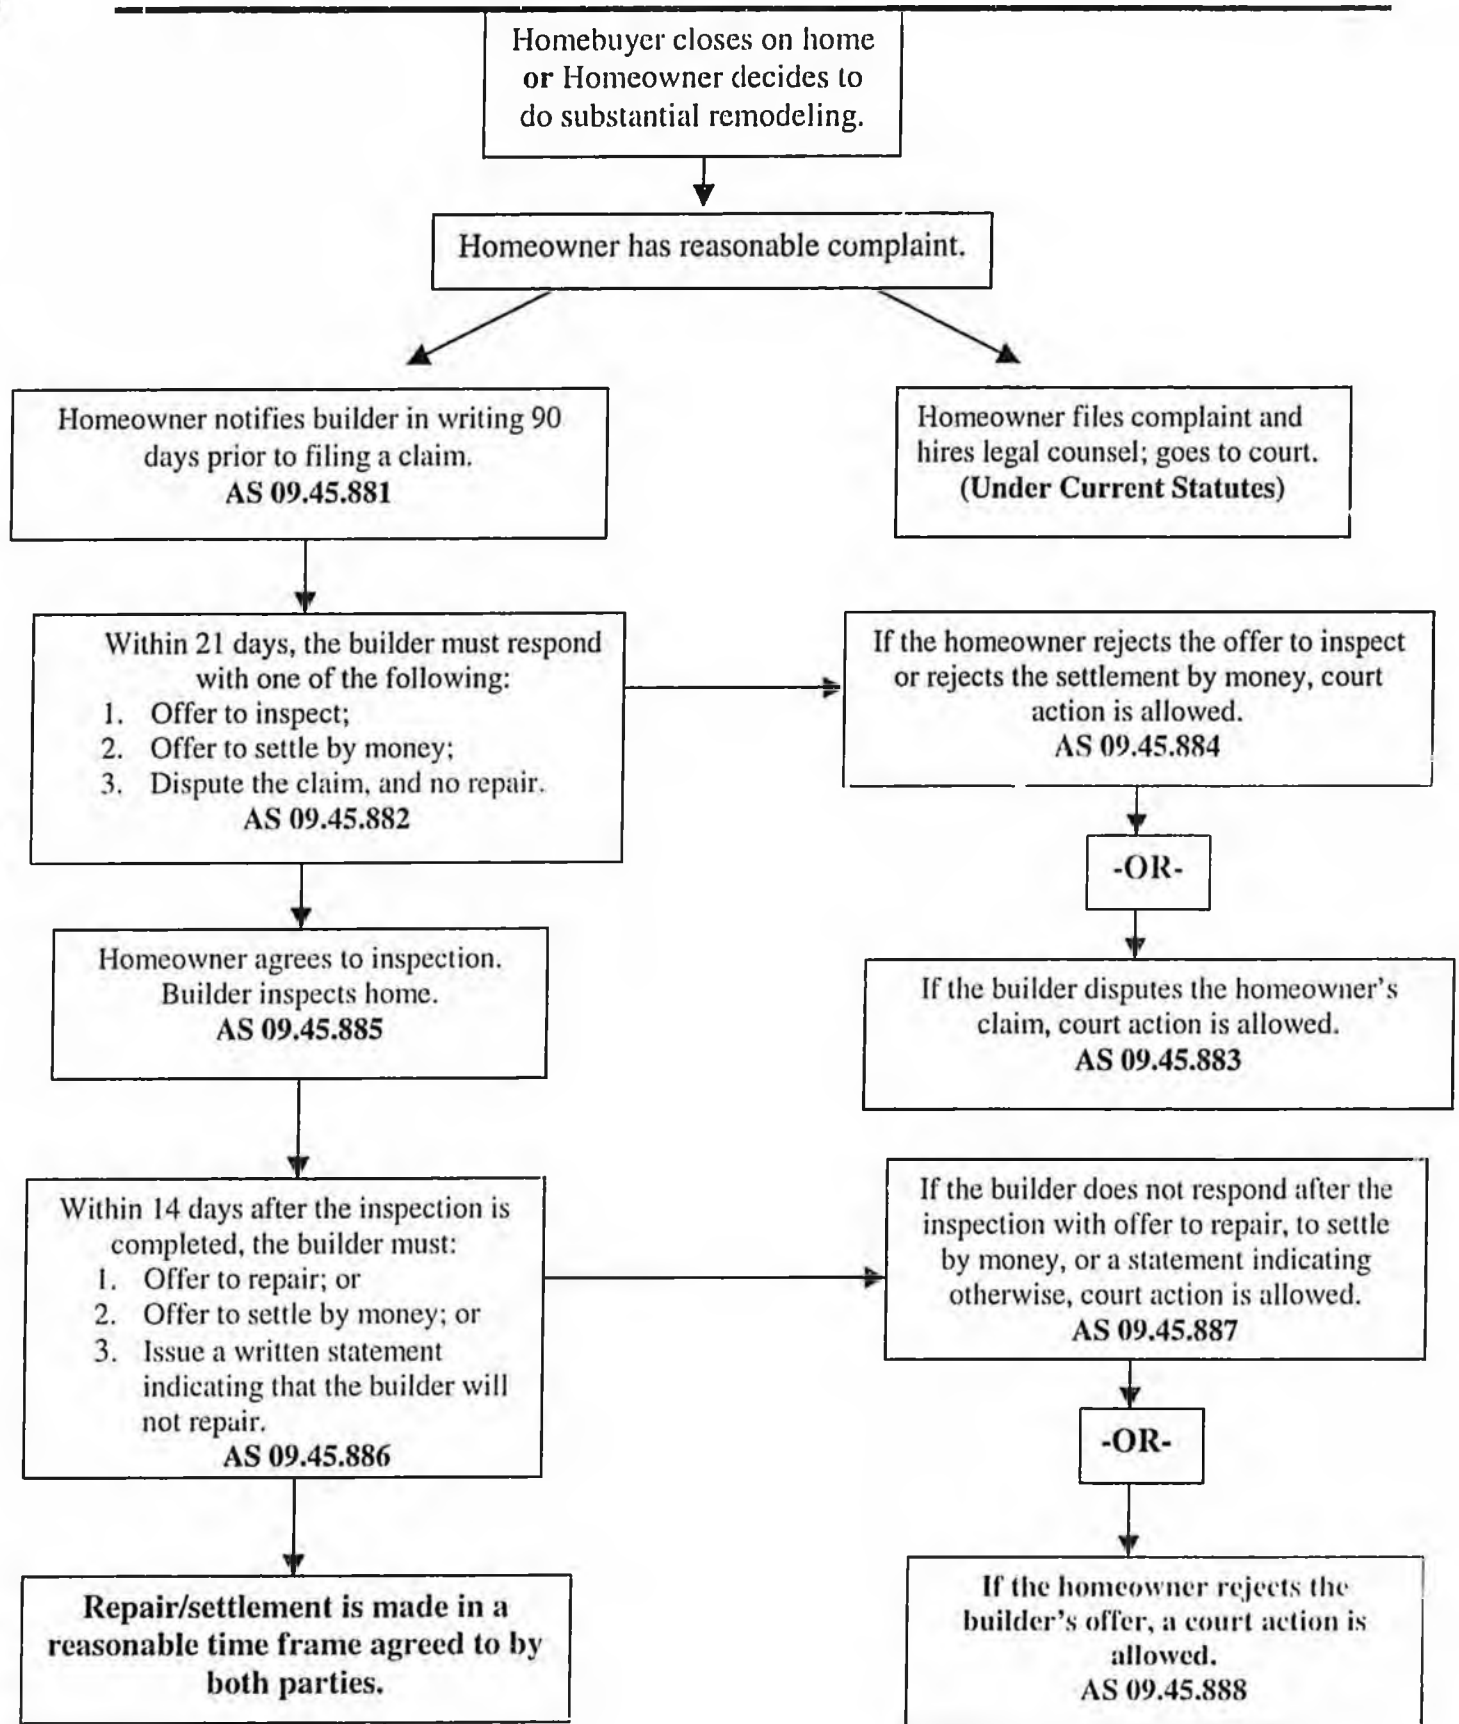 Homebuyer closes on home
or Homeowner decides to
do substantial remodeling.
Homeowner has reasonable complaint.
Homeowner notifies builder in writing 90
days prior to filing a claim.
AS 09.45.881
Homeowner files complaint and
hires legal counsel; goes to court.
(Under Current Statutes)
Within 21 days, the builder must respond
with one of the following:
1. Offer to inspect;
2. Offer to settle by money;
3. Dispute the claim, and no repair.
AS 09.45.882
If the homeowner rejects the offer to inspect
or rejects the settlement by money, court
action is allowed.
AS 09.45.884
-OR-
Homeowner agrees to inspection.
Builder inspects home.
AS 09.45.885
If the builder disputes the homeowner's
claim, court action is allowed.
AS 09.45.883
Within 14 days after the inspection is
completed, the builder must:
1. Offer to repair; or
2. Offer to settle by money; or
3. Issue a written statement
indicating that the builder will
not repair.
AS 09.45.886
If the builder does not respond after the
inspection with offer to repair, to settle
by money, or a statement indicating
otherwise, court action is allowed.
AS 09.45.887
-OR-
Repair/settlement is made in a
reasonable time frame agreed to by
both parties.
If the homeowner rejects the
builder's offer, a court action is
allowed.
AS 09.45.888